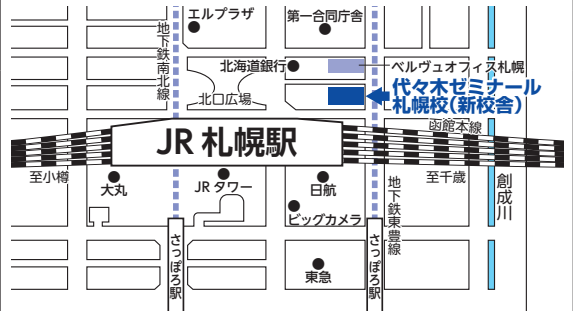 エルプラザ
第一合同庁舎
地下鉄南北線
北海道銀行
ベルヴュオフィス札幌
北口広場
代々木ゼミナール
札幌校(新校舎)
函館本線
JR 札幌駅
至小樽
大丸
JR タワー
日航
至千歳
創成川
地下鉄東豊線
ビッグカメラ
さっぽろ駅
さっぽろ駅
東急